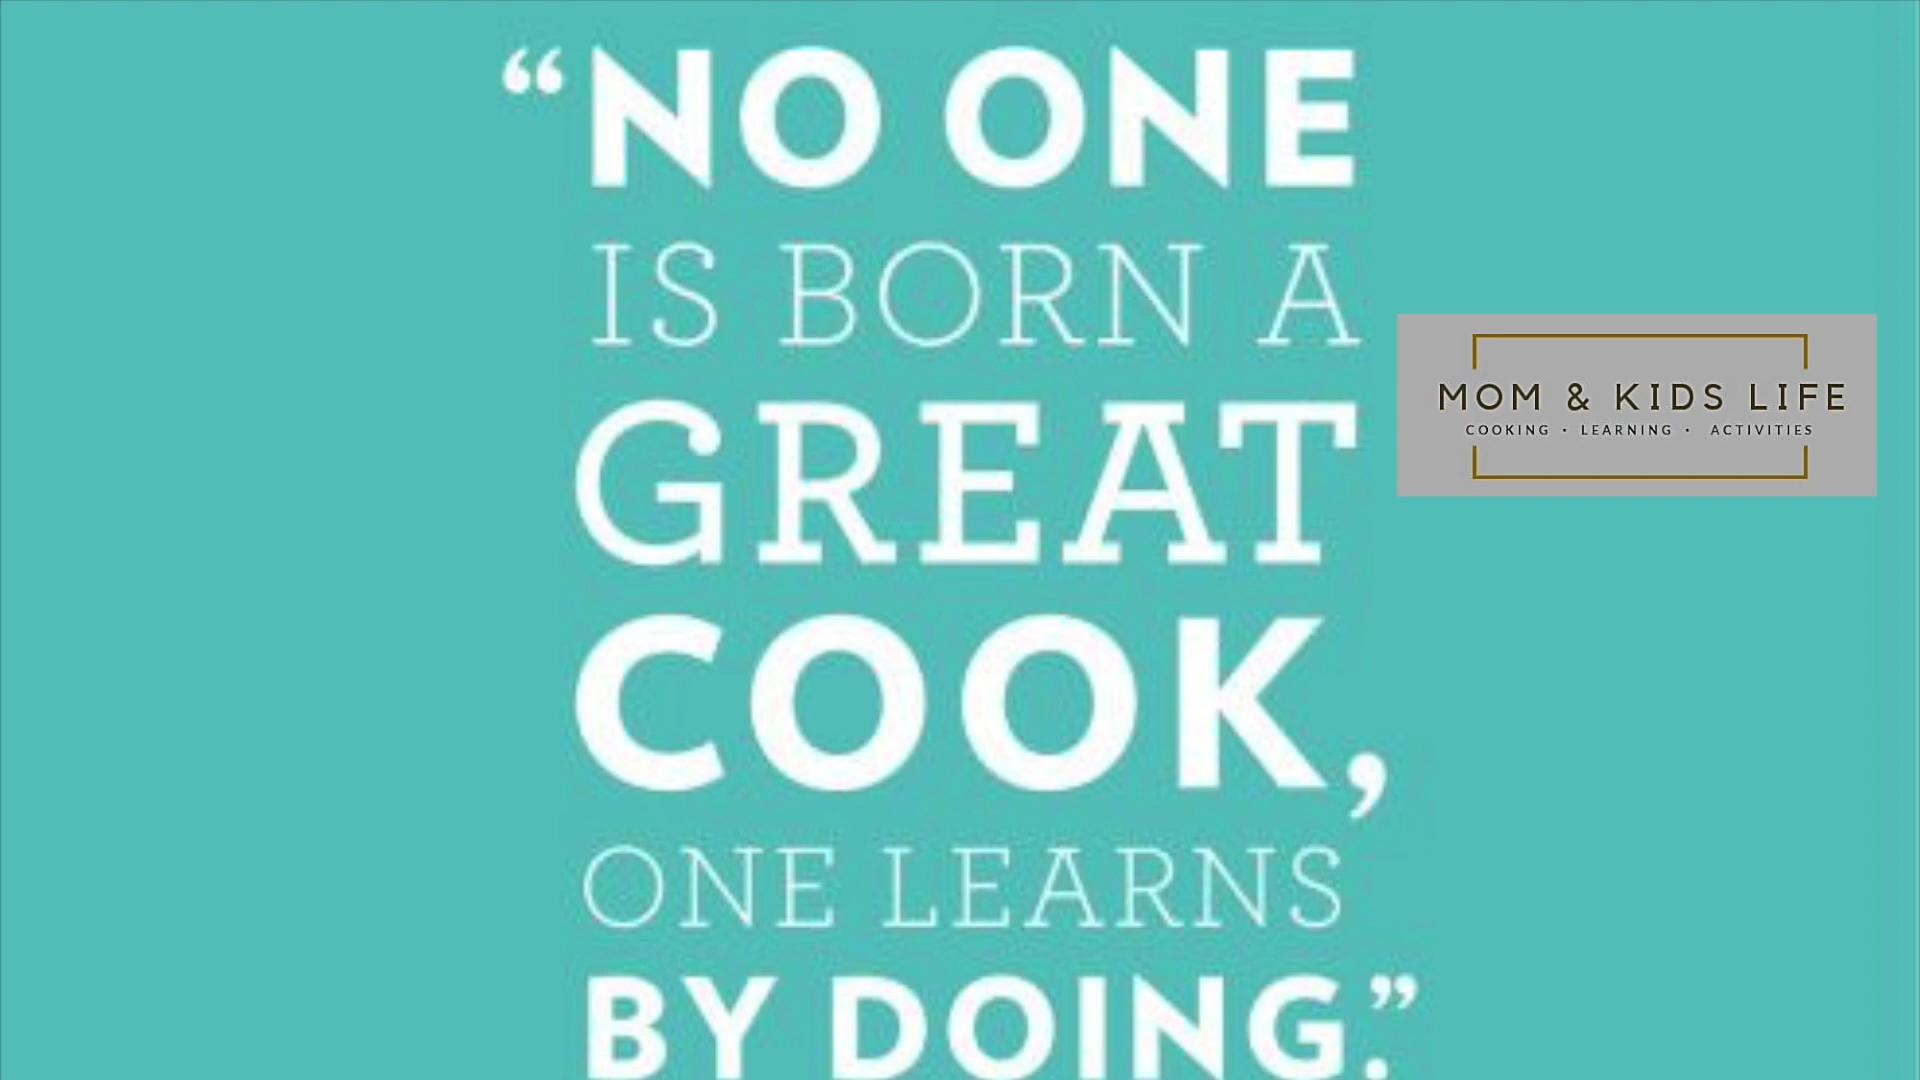 “NO ONE
IS BORN A
GREAT
COOK,
ONE LEARNS
BY DOING.”
MOM & KIDS LIFE
COOKING • LEARNING • ACTIVITIES